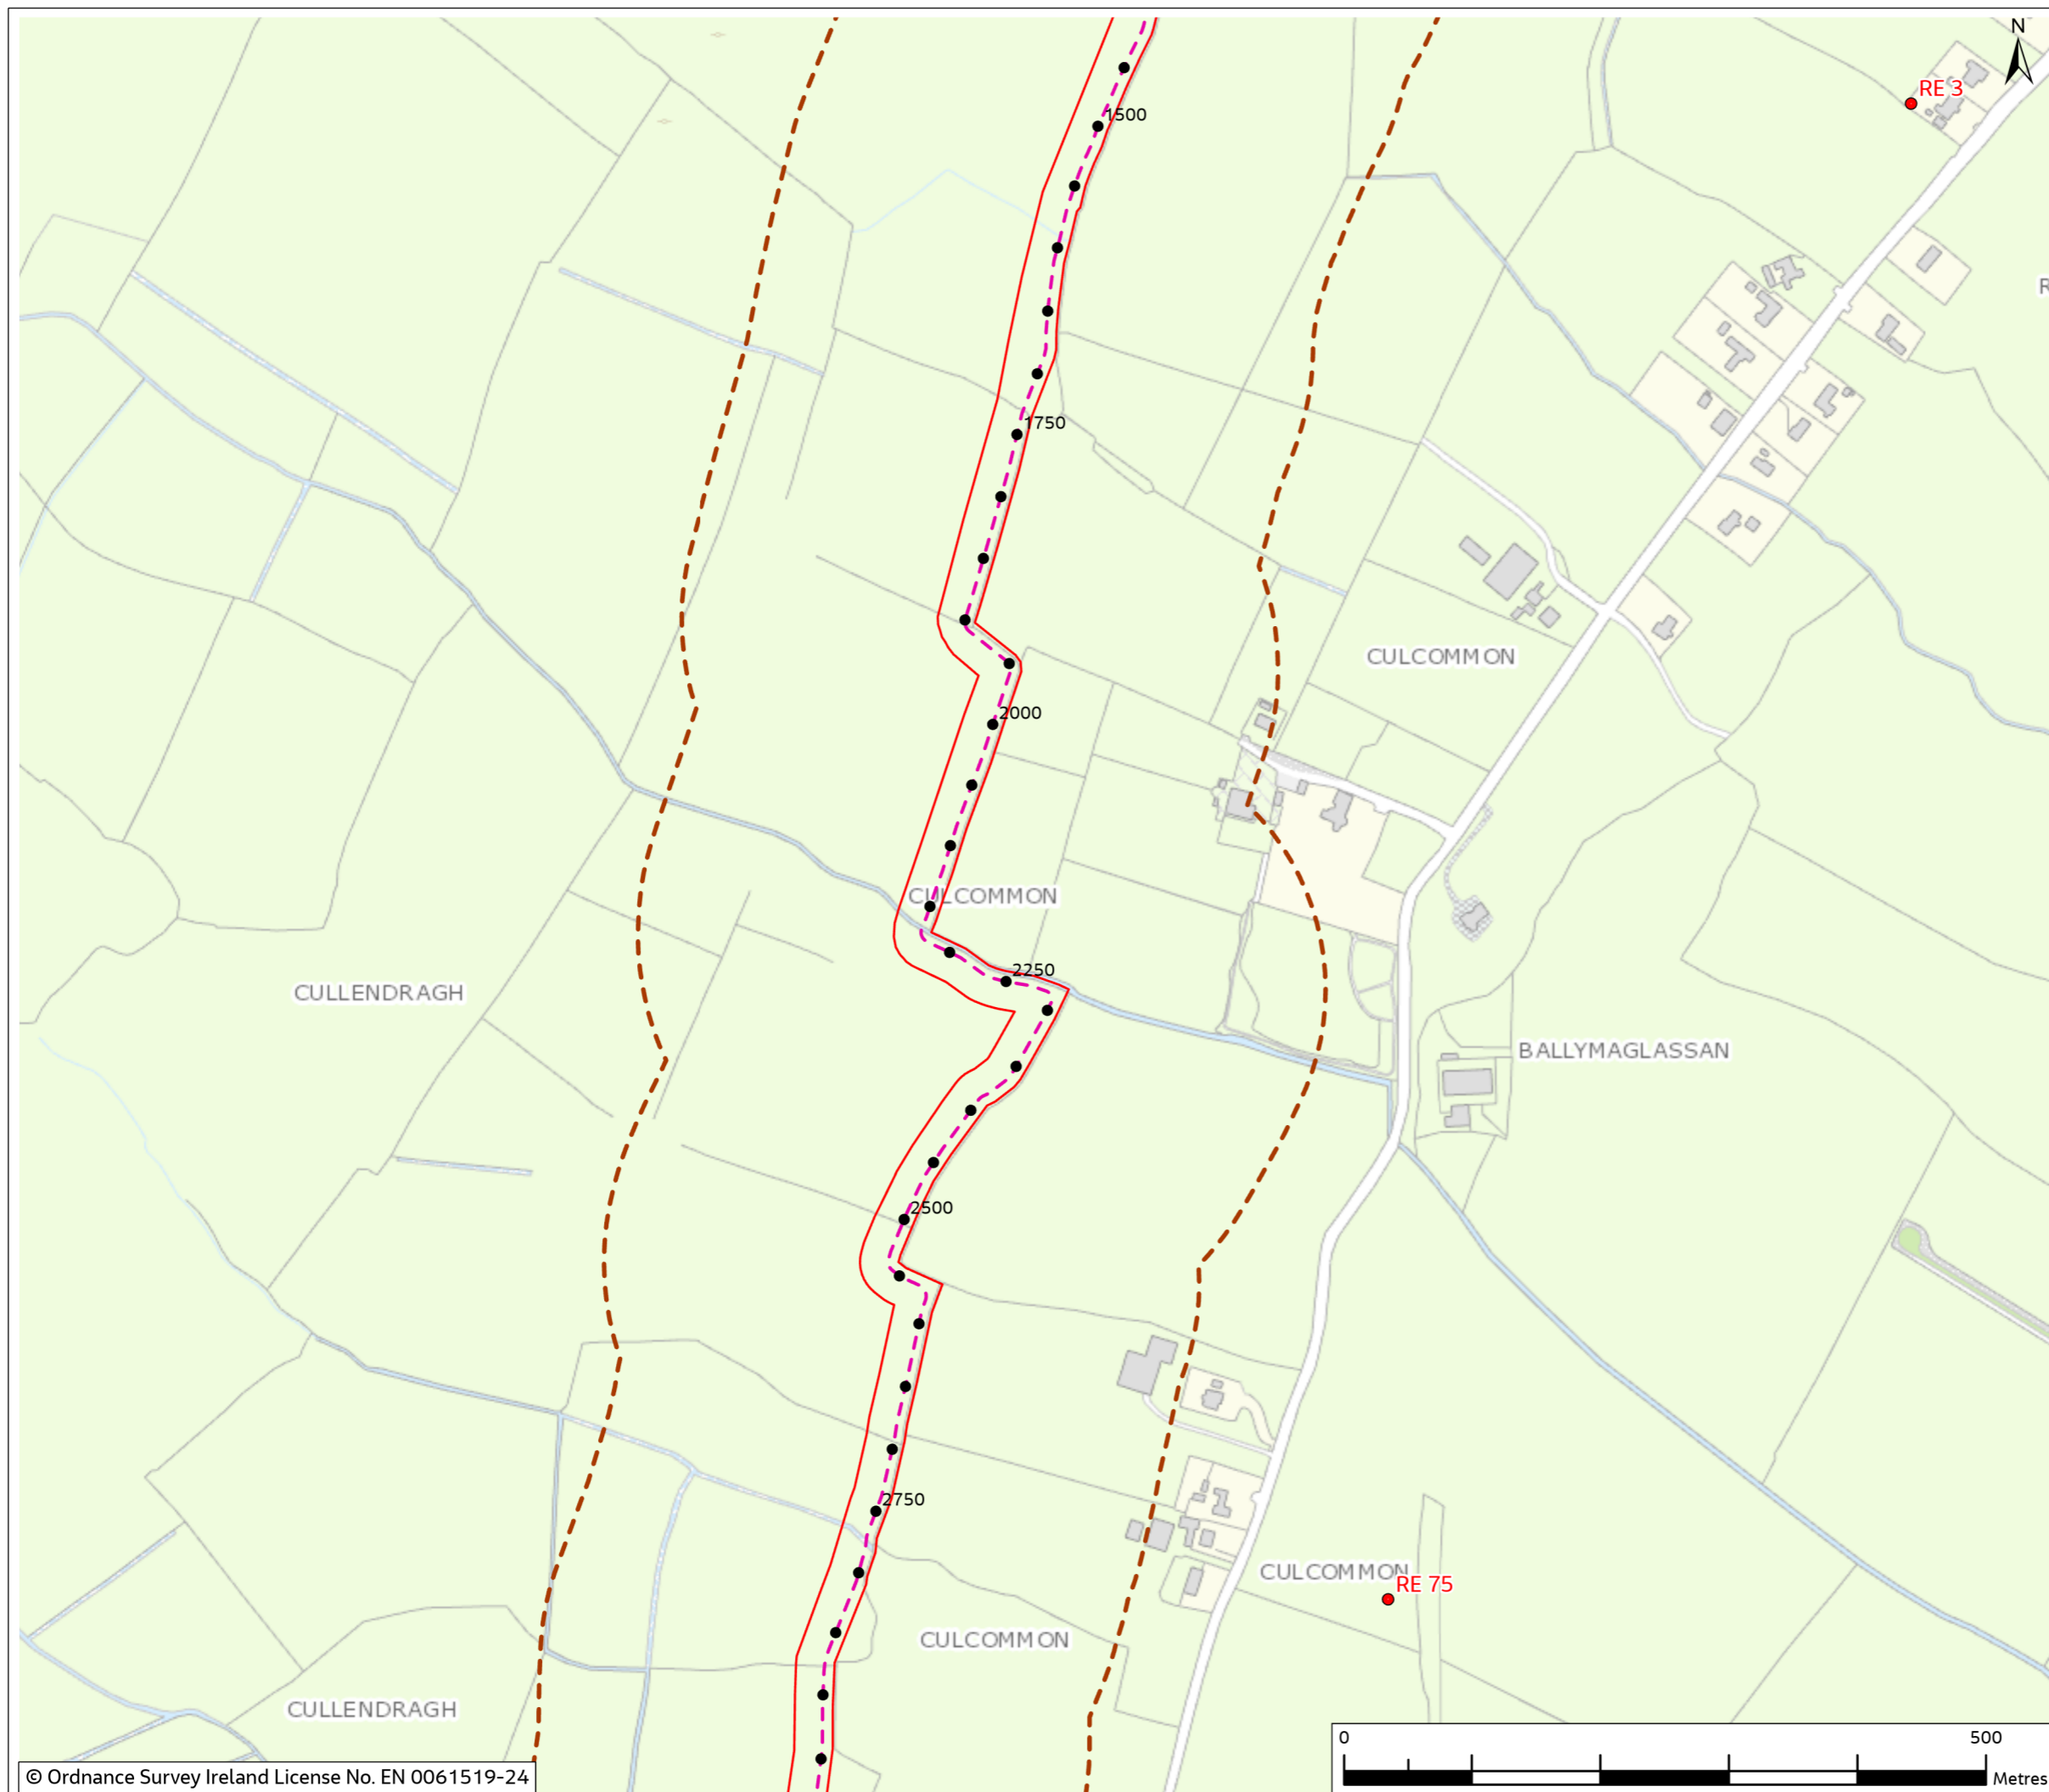 N
RE 3
1500
R
1750
CULCOMMON
2000
CULCOMMON
2250
CULLENDRAGH
BALLYMAGLASSAN
2500
2750
CULCOMMON
RE 75
CULCOMMON
CULLENDRAGH
0 500
Metres
© Ordnance Survey Ireland License No. EN 0061519-24